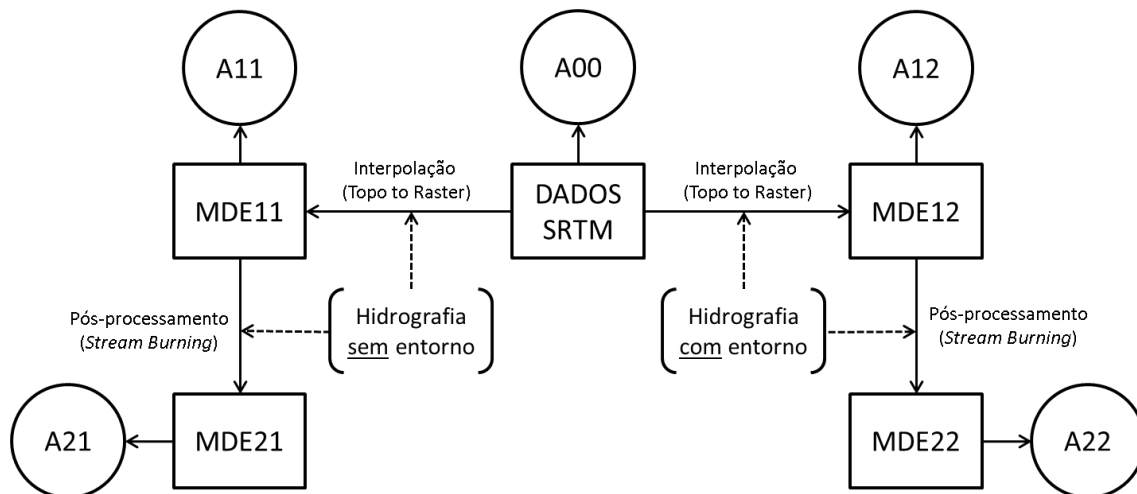 A11
A00
A12
Interpolação
(Topo to Raster)
Interpolação
(Topo to Raster)
MDE11
DADOS
SRTM
MDE12
Pós-processamento
(Stream Burning)
Hidrografia
sem entorno
Hidrografia
com entorno
Pós-processamento
(Stream Burning)
A21
MDE21
MDE22
A22